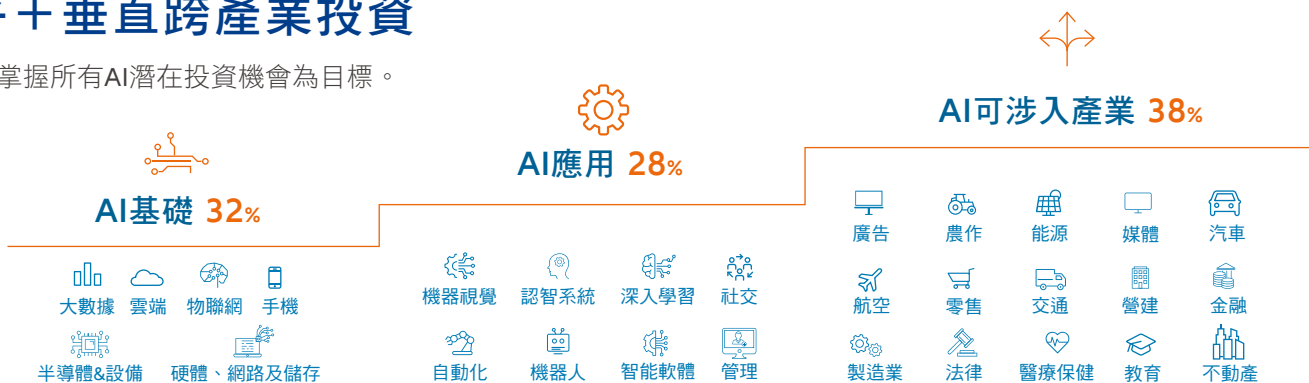 ＋垂直跨產業投資
掌握所有AI潛在投資機會為目標。
AI基礎 32%
大數據 雲端 物聯網 手機
半導體&設備 硬體、網路及儲存
AI應用 28%
機器視覺 認智系統 深入學習 社交
自動化 機器人 智能軟體 管理
AI可涉入產業 38%
廣告 農作 能源 媒體 汽車
航空 零售 交通 營建 金融
製造業 法律 醫療保健 教育 不動產